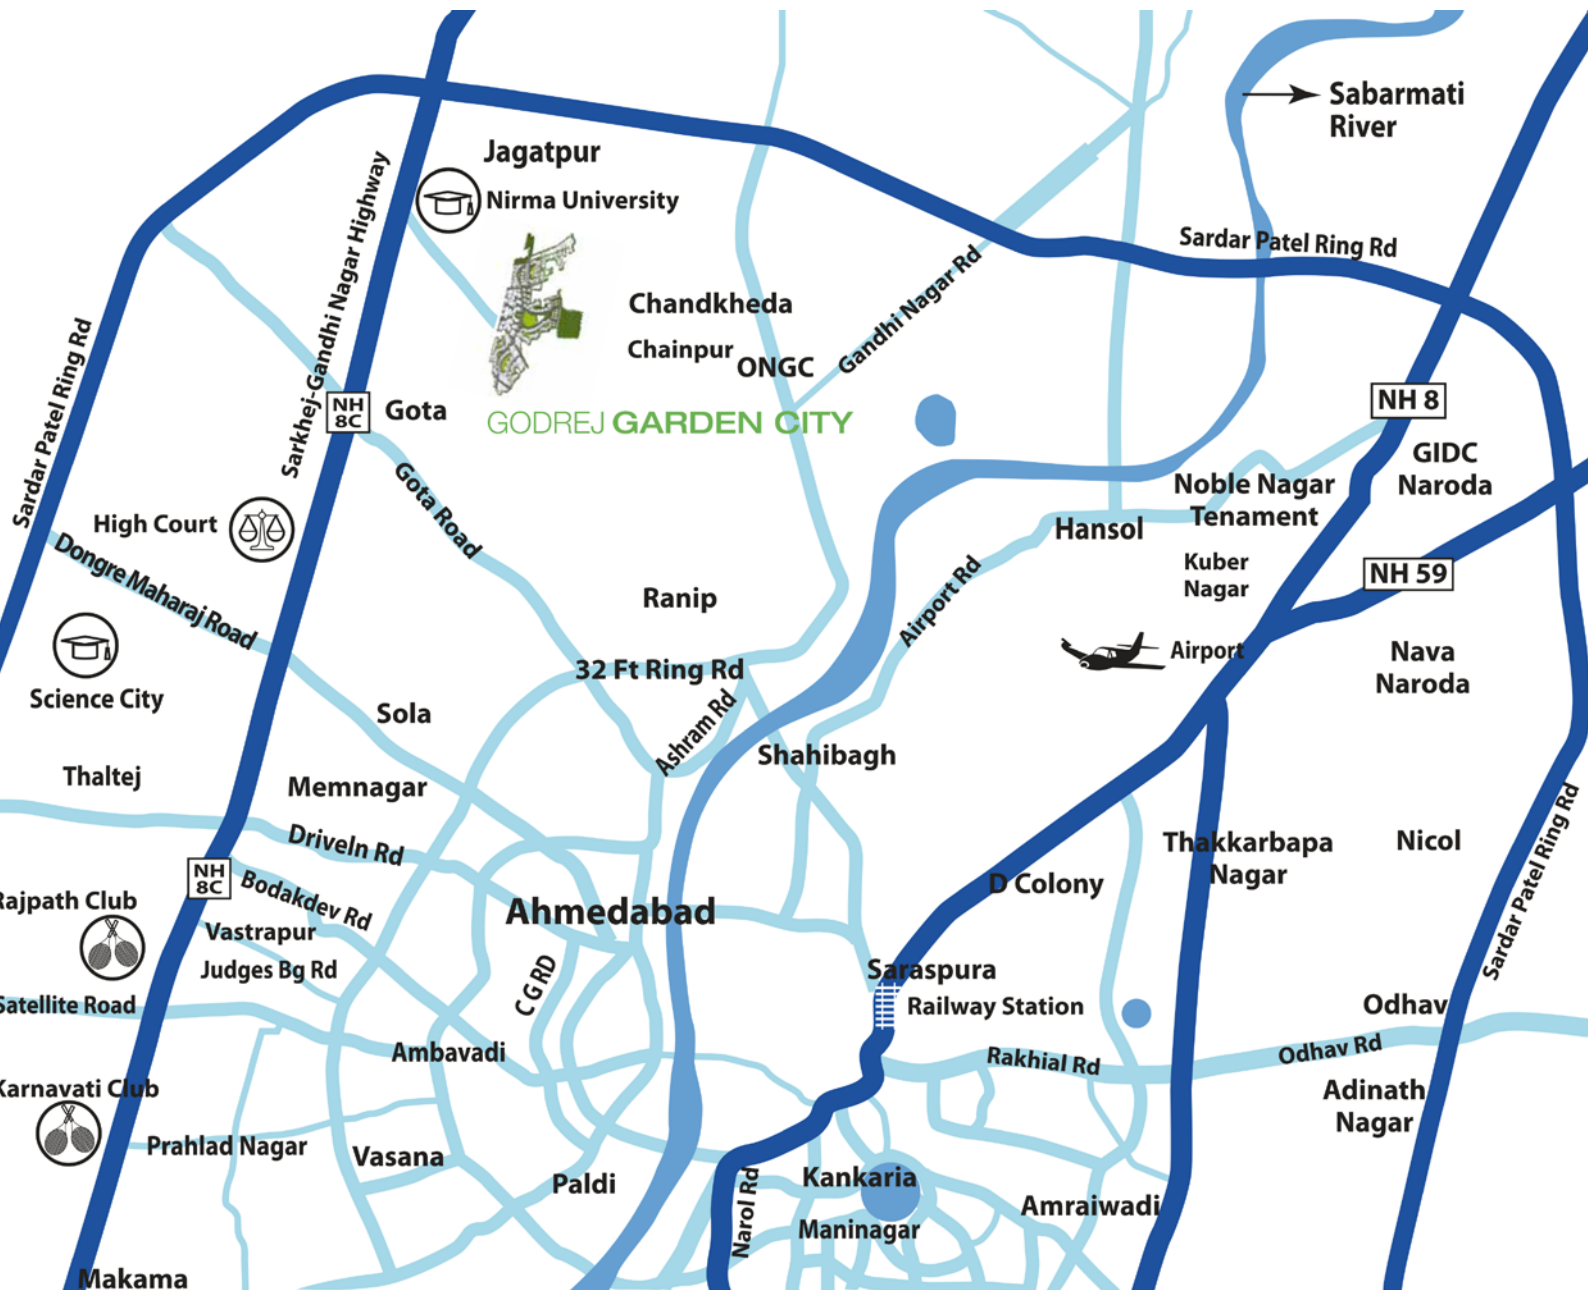 Sabarmati
River
Jagatpur
Nirma University
Sarkhej-Gandhi Nagar Highway
Sardar Patel Ring Rd
Chandkheda
Chainpur
ONGC
Gandhi Nagar Rd
Sardar Patel Ring Rd
NH
8C
Gota
GODREJ GARDEN CITY
NH 8
GIDC
Naroda
Gota Road
Noble Nagar
Tenament
High Court
Hansol
Dongre Maharaj Road
Kuber
Nagar
NH 59
Ranip
Airport Rd
Airport
Nava
Naroda
32 Ft Ring Rd
Science City
Sola
Ashram Rd
Shahibagh
Thaltej
Memnagar
DriveIn Rd
Thakkarbapa
Nagar
Nicol
Sardar Patel Ring Rd
NH
8C
Bodakdev Rd
D Colony
Rajpath Club
Ahmedabad
Vastrapur
Judges Bg Rd
C G RD
Saraspura
Railway Station
Satellite Road
Odhav
Ambavadi
Rakhial Rd
Odhav Rd
Karnavati Club
Adinath
Nagar
Prahlad Nagar
Vasana
Paldi
Kankaria
Narol Rd
Amraiwadi
Maninagar
Makama